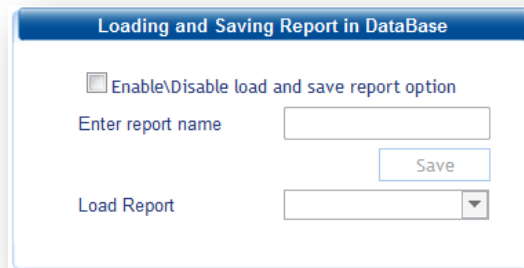 Loading and Saving Report in DataBase
Enable\Disable load and save report option
Enter report name
Save
Load Report